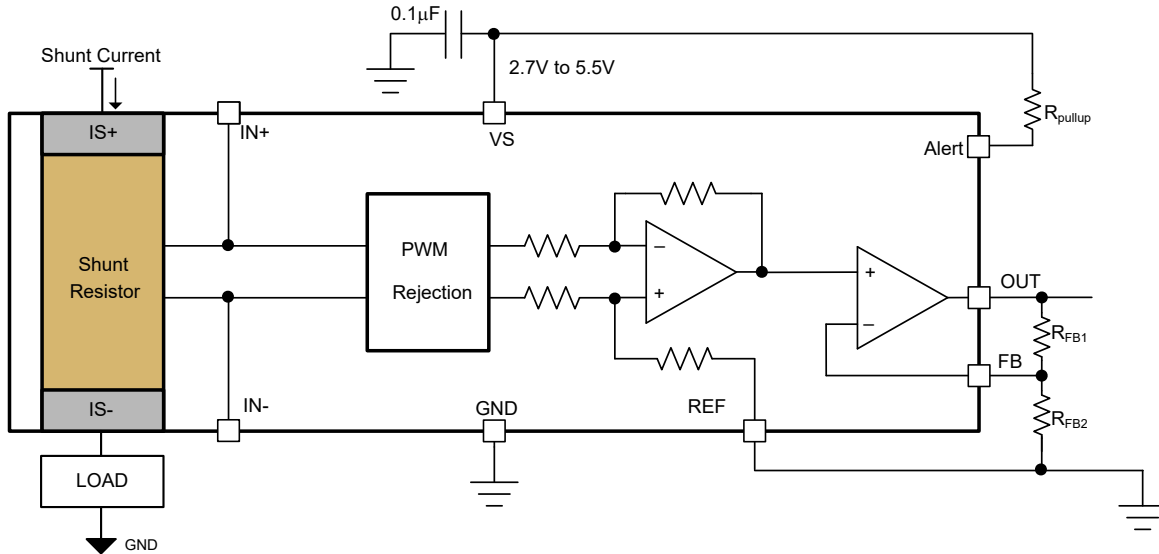 0.1μF
Shunt Current
2.7V to 5.5V
IS+
IN+
VS
Rpullup
Alert
Shunt
Resistor
PWM
Rejection
−
+
+
−
OUT
RFB1
FB
IS-
IN-
GND
REF
RFB2
LOAD
GND